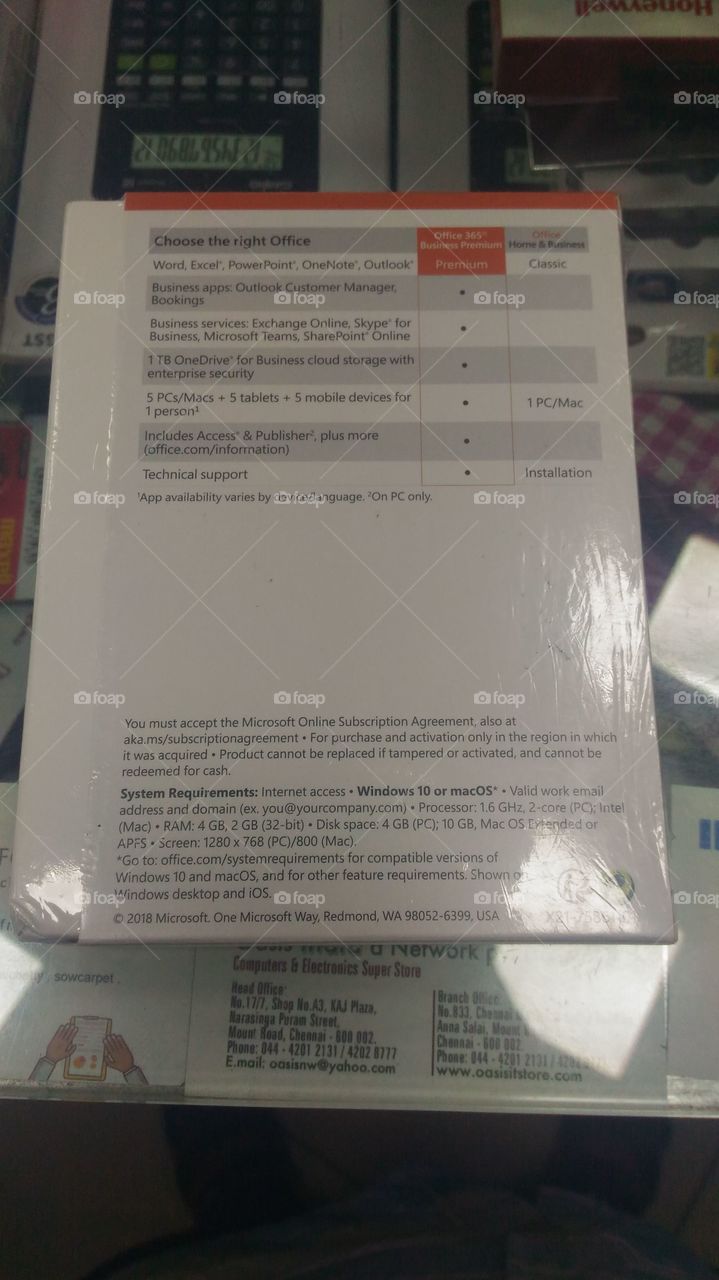 Honeywell
Choose the right Office
Office 365® Business Premium
Office Home & Business
Word, Excel®, PowerPoint®, OneNote®, Outlook® Premium Classic
Business apps: Outlook Customer Manager, •
Bookings
Business services: Exchange Online, Skype® for •
Business, Microsoft Teams, SharePoint® Online
1 TB OneDrive® for Business cloud storage with •
enterprise security
5 PCs/Macs + 5 tablets + 5 mobile devices for • 1 PC/Mac
1 person¹
Includes Access® & Publisher², plus more •
(office.com/information)
Technical support • Installation
¹App availability varies by device/language. ²On PC only.
You must accept the Microsoft Online Subscription Agreement, also at
aka.ms/subscriptionagreement • For purchase and activation only in the region in which
it was acquired • Product cannot be replaced if tampered or activated, and cannot be
redeemed for cash.
System Requirements: Internet access • Windows 10 or macOS* • Valid work email
address and domain (ex. you@yourcompany.com) • Processor: 1.6 GHz, 2-core (PC); Intel
(Mac) • RAM: 4 GB, 2 GB (32-bit) • Disk space: 4 GB (PC); 10 GB, Mac OS Extended or
APFS • Screen: 1280 x 768 (PC)/800 (Mac).
*Go to: office.com/systemrequirements for compatible versions of
Windows 10 and macOS, and for other feature requirements. Shown on
Windows desktop and iOS.
© 2018 Microsoft. One Microsoft Way, Redmond, WA 98052-6399, USA
a Network
Computers & Electronics Super Store
, sowcarpet .
Head Office:
No.17/7, Shop No.A3, KAJ Plaza,
Narasinga Puram Street,
Mount Road, Chennai - 600 002.
Phone: 044 - 4201 2131 / 4202 8777
E.mail: oasisnw@yahoo.com
Branch Office:
No.833, Chennai
Anna Salai, Mount
Chennai - 600 002.
Phone: 044 - 4201 2131 /
www.oasisitstore.com
foap